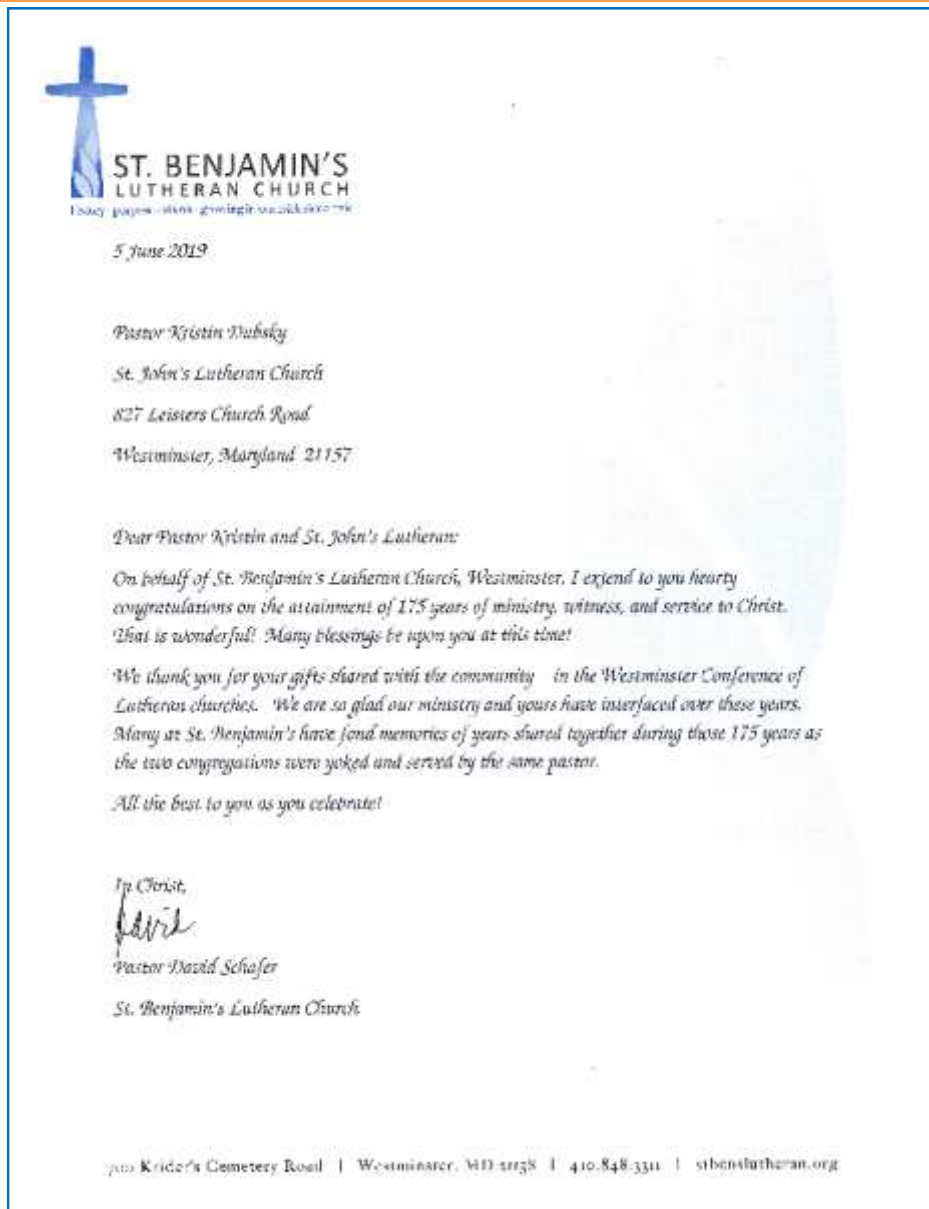 ST. BENJAMIN'S
LUTHERAN CHURCH
5 June 2019
Pastor Kristin Dubsky
St. John's Lutheran Church
827 Leisters Church Road
Westminster, Maryland 21157
Dear Pastor Kristin and St. John's Lutheran:
On behalf of St. Benjamin's Lutheran Church, Westminster, I extend to you hearty
congratulations on the attainment of 175 years of ministry, witness, and service to Christ.
That is wonderful! Many blessings be upon you at this time!
We thank you for your gifts shared with the community in the Westminster Conference of
Lutheran churches. We are so glad our ministry and yours have interfaced over these years.
Many at St. Benjamin's have fond memories of years shared together during those 175 years as
the two congregations were yoked and served by the same pastor.
All the best to you as you celebrate!
In Christ,
David
Pastor David Schafer
St. Benjamin's Lutheran Church
Krider's Cemetery Road | Westminster, MD | 410.848.3311 | stbenslutheran.org